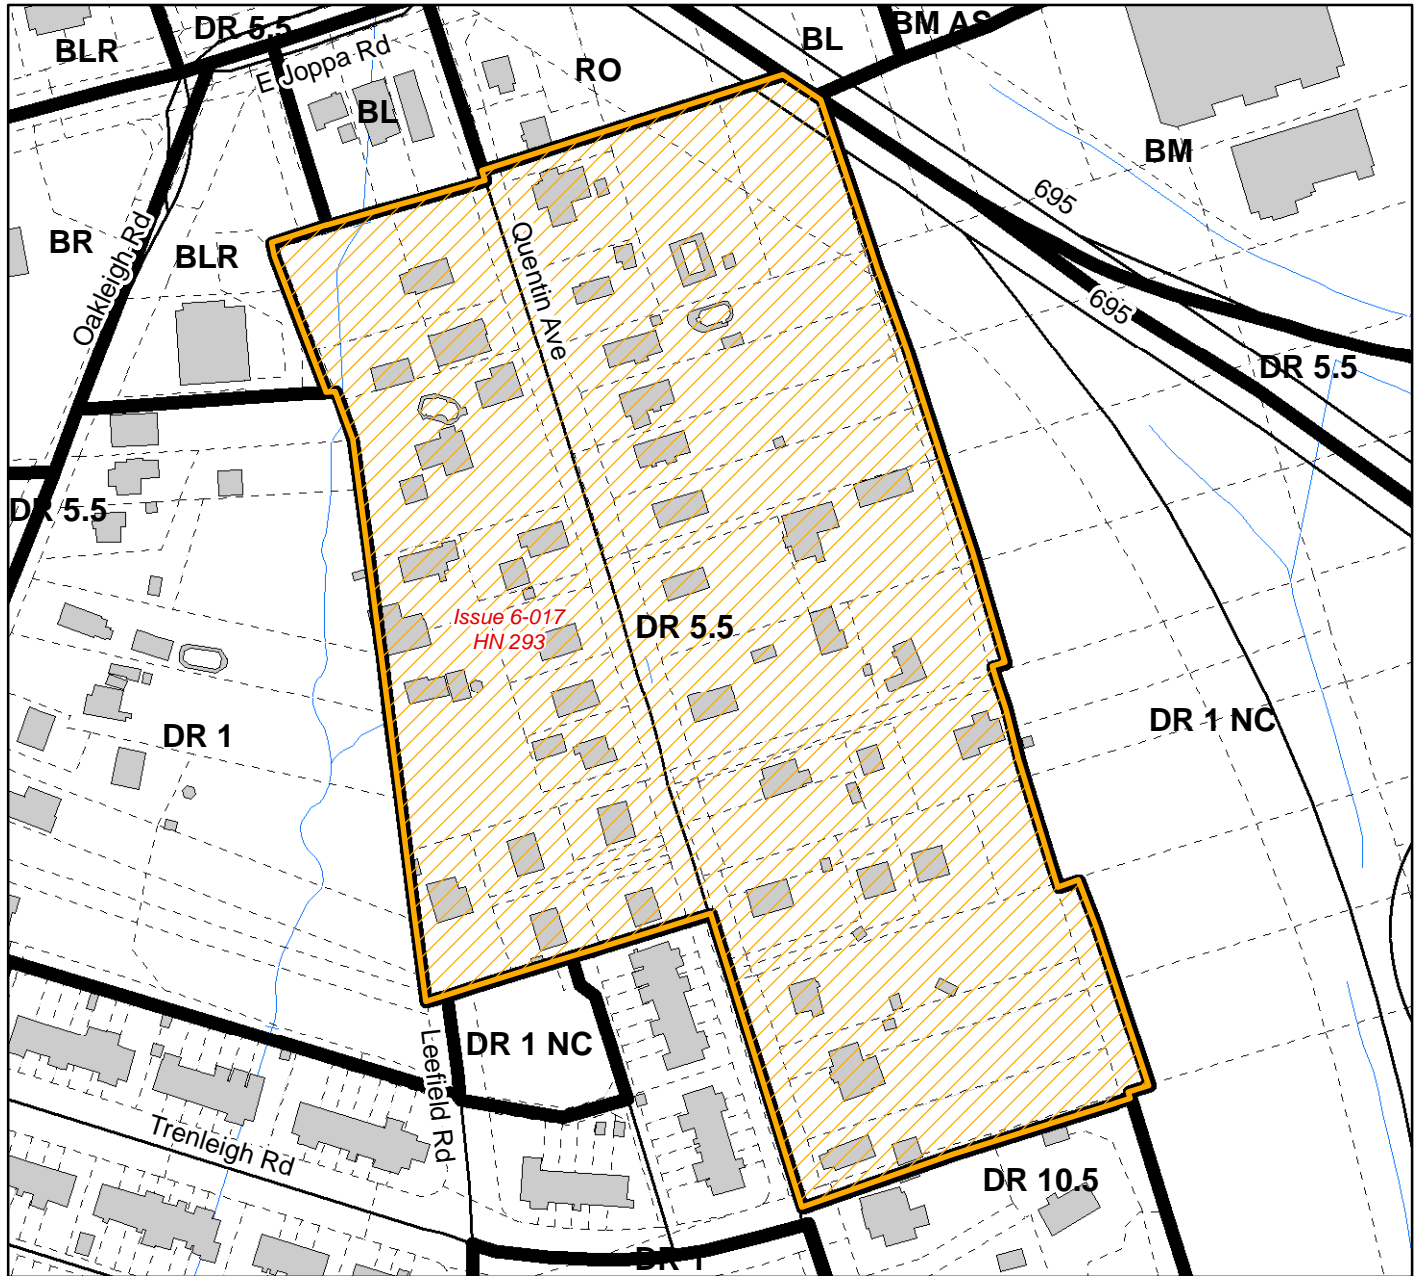 DR 5.5
BLR
E Joppa Rd
BL
RO
BL
BM AS
BM
695
695
DR 5.5
BR
BLR
Oakleigh Rd
Quentin Ave
DR 5.5
Issue 6-017
HN 293
DR 5.5
DR 1
DR 1 NC
DR 1 NC
Leefield Rd
Trenleigh Rd
DR 10.5
DR 1